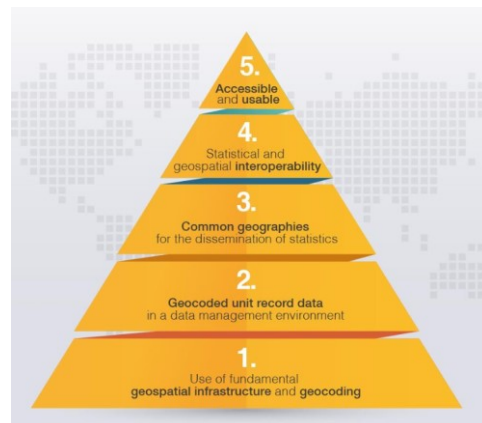 5.
Accessible
and usable
4.
Statistical and
geospatial interoperability
3.
Common geographies
for the dissemination of statistics
2.
Geocoded unit record data
in a data management environment
1.
Use of fundamental
geospatial infrastructure and geocoding